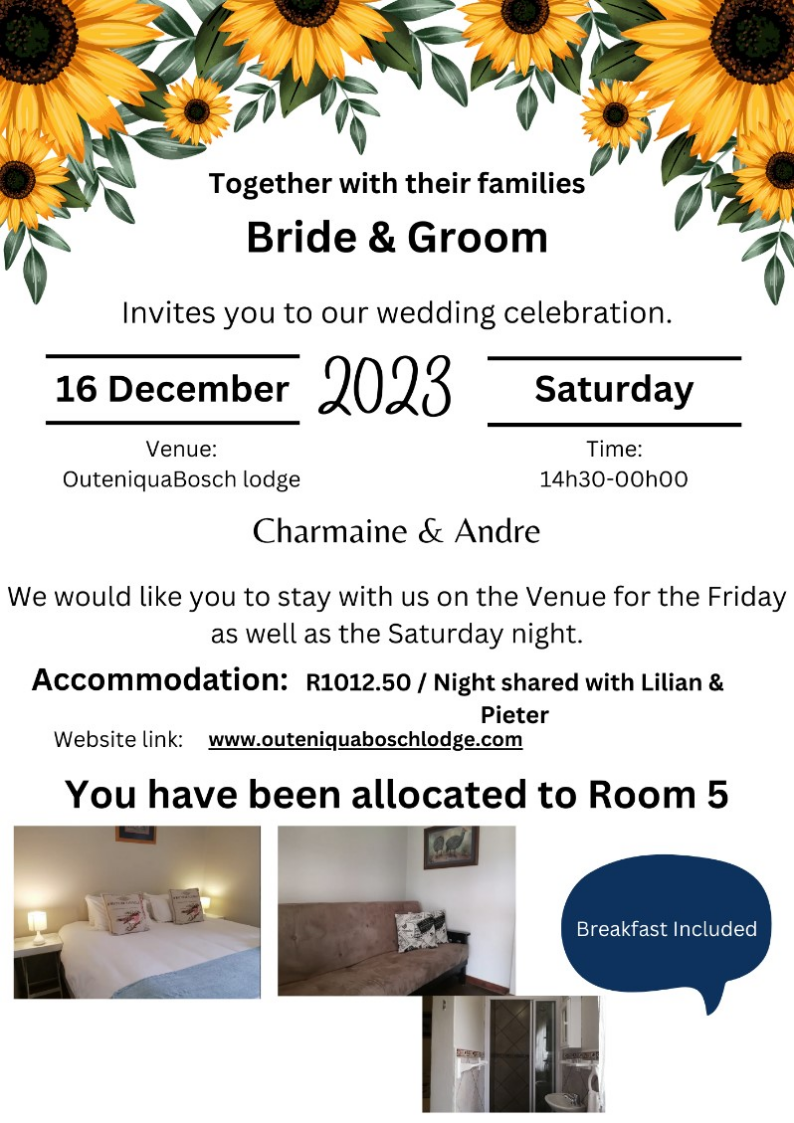 Together with their families
Bride & Groom
Invites you to our wedding celebration.
16 December 2023 Saturday
Venue:
OuteniquaBosch lodge
Time:
14h30-00h00
Charmaine & Andre
We would like you to stay with us on the Venue for the Friday
as well as the Saturday night.
Accommodation: R1012.50 / Night shared with Lilian &
Pieter
Website link: www.outeniquaboschlodge.com
You have been allocated to Room 5
Breakfast Included